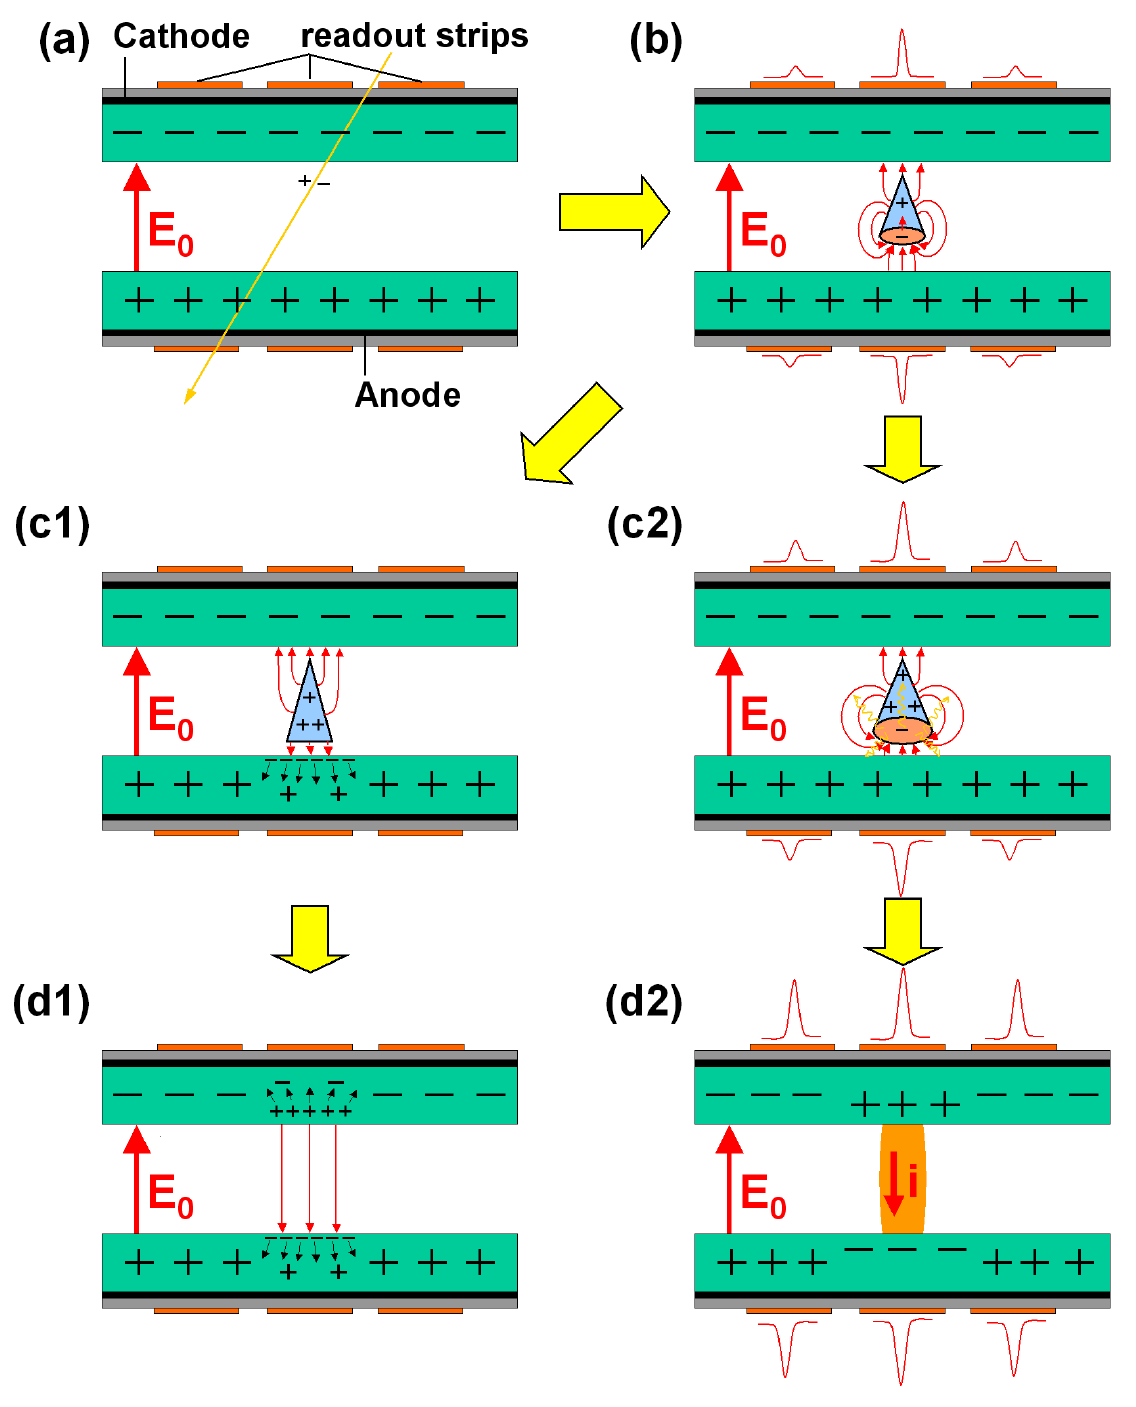 (a) Cathode readout strips (b)
− − − − − − − −
− − − − − − − −
+ −
+
−
E0
E0
+ + + + + + + +
+ + + + + + + +
Anode
(c1) (c2)
− − − − − − − −
− − − − − − − −
+
+ +
+
+ +
−
E0
E0
− − − − − −
+ + + + + + + +
+ + + + + + + +
(d1) (d2)
− − − − − − − −
+ + + + +
− − − − − −
+ + +
E0
E0 i
− − − − − −
+ + + + + + + +
− − −
+ + + + + +